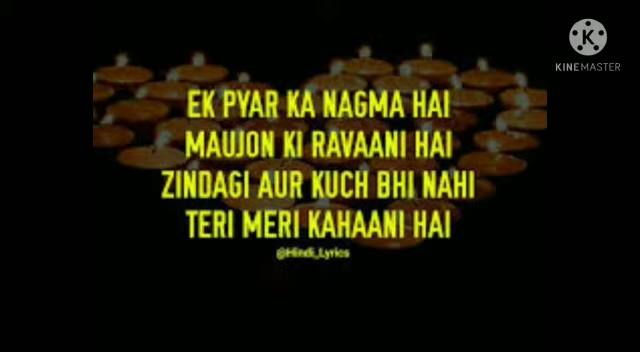 KINEMASTER
EK PYAR KA NAGMA HAI
MAUJON KI RAVAANI HAI
ZINDAGI AUR KUCH BHI NAHI
TERI MERI KAHAANI HAI
@Hindi_Lyrics